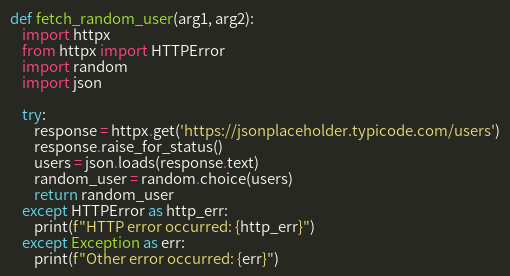 def fetch_random_user(arg1, arg2):
    import httpx
    from httpx import HTTPError
    import random
    import json

    try:
        response = httpx.get('https://jsonplaceholder.typicode.com/users')
        response.raise_for_status()
        users = json.loads(response.text)
        random_user = random.choice(users)
        return random_user
    except HTTPError as http_err:
        print(f"HTTP error occurred: {http_err}")
    except Exception as err:
        print(f"Other error occurred: {err}")